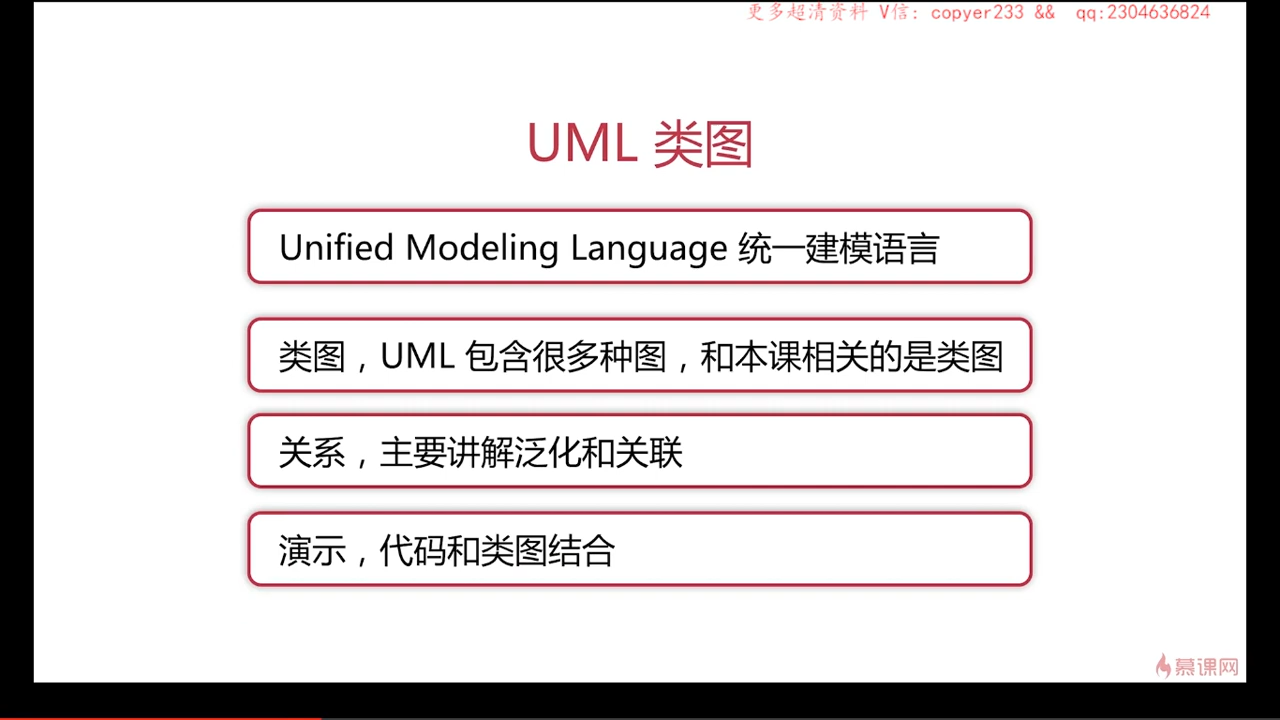 更多超清资料 V信: copyer233 && qq:2304636824
UML 类图
Unified Modeling Language 统一建模语言
类图，UML 包含很多种图，和本课相关的是类图
关系，主要讲解泛化和关联
演示，代码和类图结合
慕课网